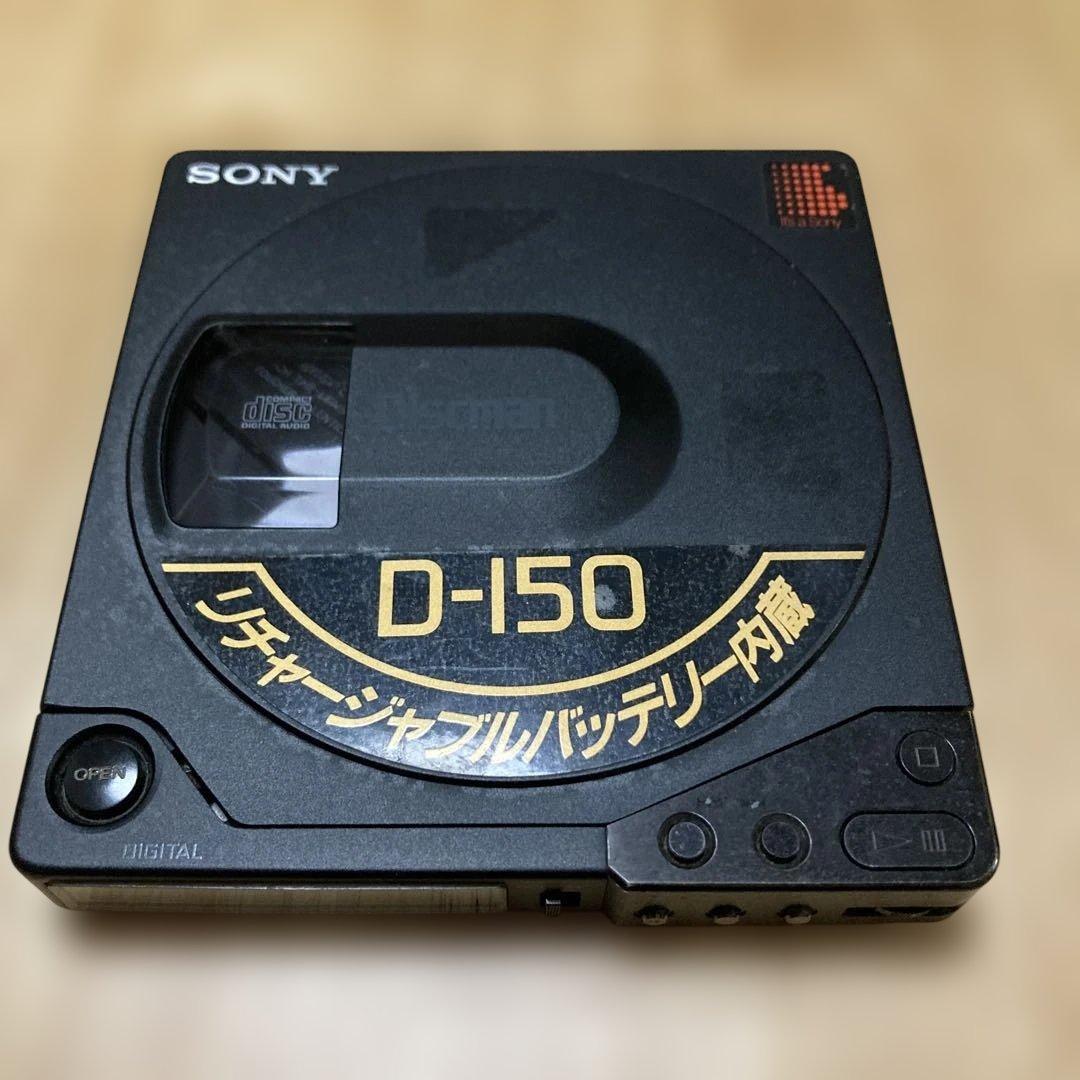 SONY
It's a Sony
COMPACT
disc
DIGITAL AUDIO
Discman
D-150
リチャージャブルバッテリー内蔵
OPEN
DIGITAL